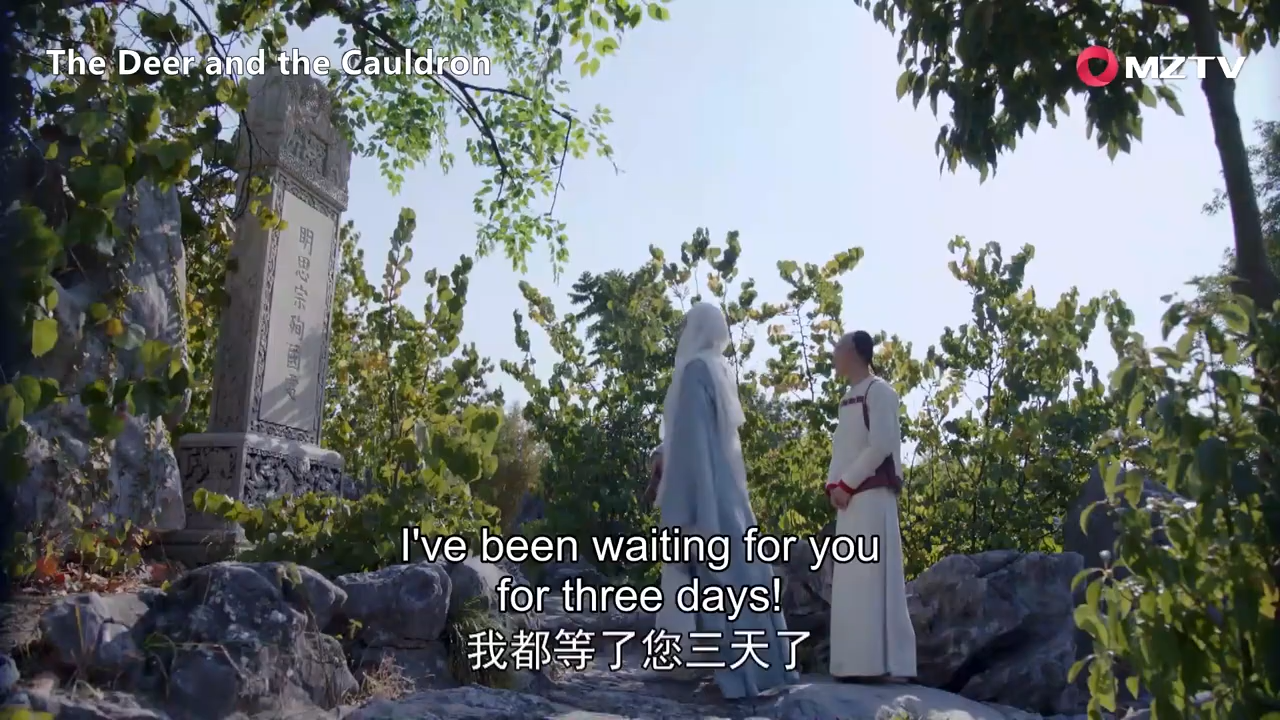 The Deer and the Cauldron
MZTV
明思宗殉國處
I've been waiting for you
for three days!
我都等了您三天了